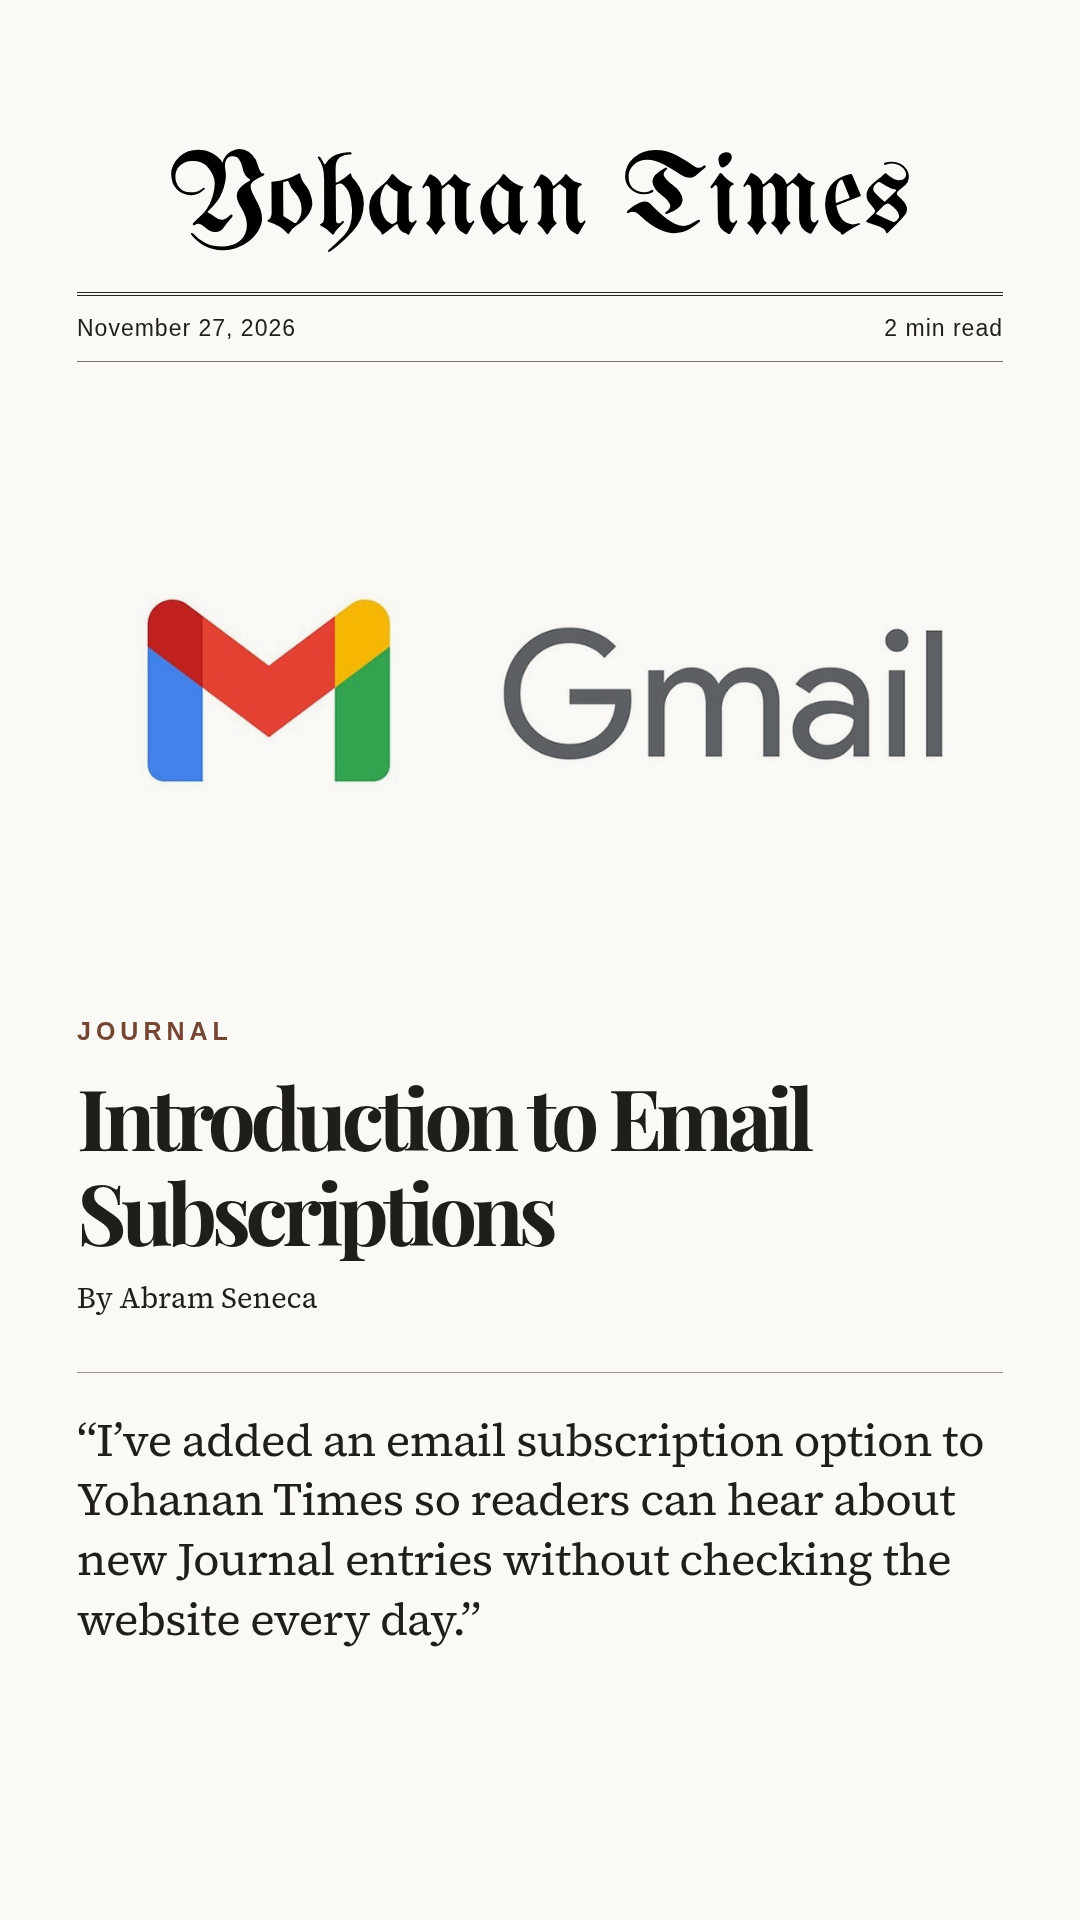 Yohanan Times
November 27, 2026
2 min read
Gmail
JOURNAL
Introduction to Email
Subscriptions
By Abram Seneca
“I’ve added an email subscription option to
Yohanan Times so readers can hear about
new Journal entries without checking the
website every day.”